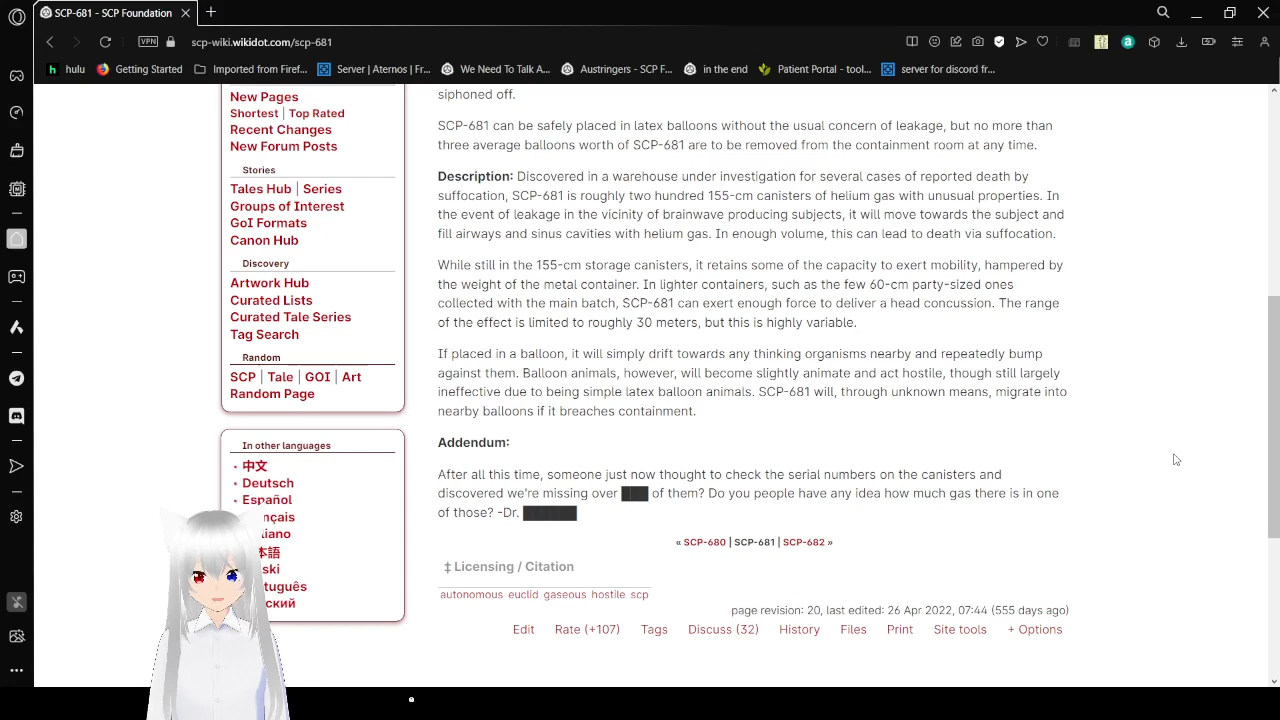 SCP-681 - SCP Foundation
VPN
scp-wiki.wikidot.com/scp-681
hulu
Getting Started
Imported from Firef...
Server | Aternos | Fr...
We Need To Talk A...
Austringers - SCP F...
in the end
Patient Portal - tool...
server for discord fr...
New Pages
Shortest | Top Rated
Recent Changes
New Forum Posts
Stories
Tales Hub | Series
Groups of Interest
GoI Formats
Canon Hub
Discovery
Artwork Hub
Curated Lists
Curated Tale Series
Tag Search
Random
SCP | Tale | GOI | Art
Random Page
In other languages
中文
Deutsch
Español
siphoned off.
SCP-681 can be safely placed in latex balloons without the usual concern of leakage, but no more than
three average balloons worth of SCP-681 are to be removed from the containment room at any time.
Description: Discovered in a warehouse under investigation for several cases of reported death by
suffocation, SCP-681 is roughly two hundred 155-cm canisters of helium gas with unusual properties. In
the event of leakage in the vicinity of brainwave producing subjects, it will move towards the subject and
fill airways and sinus cavities with helium gas. In enough volume, this can lead to death via suffocation.
While still in the 155-cm storage canisters, it retains some of the capacity to exert mobility, hampered by
the weight of the metal container. In lighter containers, such as the few 60-cm party-sized ones
collected with the main batch, SCP-681 can exert enough force to deliver a head concussion. The range
of the effect is limited to roughly 30 meters, but this is highly variable.
If placed in a balloon, it will simply drift towards any thinking organisms nearby and repeatedly bump
against them. Balloon animals, however, will become slightly animate and act hostile, though still largely
ineffective due to being simple latex balloon animals. SCP-681 will, through unknown means, migrate into
nearby balloons if it breaches containment.
Addendum:
After all this time, someone just now thought to check the serial numbers on the canisters and
discovered we're missing over ███ of them? Do you people have any idea how much gas there is in one
of those? -Dr. ██████
« SCP-680 | SCP-681 | SCP-682 »
‡ Licensing / Citation
autonomous euclid gaseous hostile scp
page revision: 20, last edited: 26 Apr 2022, 07:44 (555 days ago)
Edit Rate (+107) Tags Discuss (32) History Files Print Site tools + Options